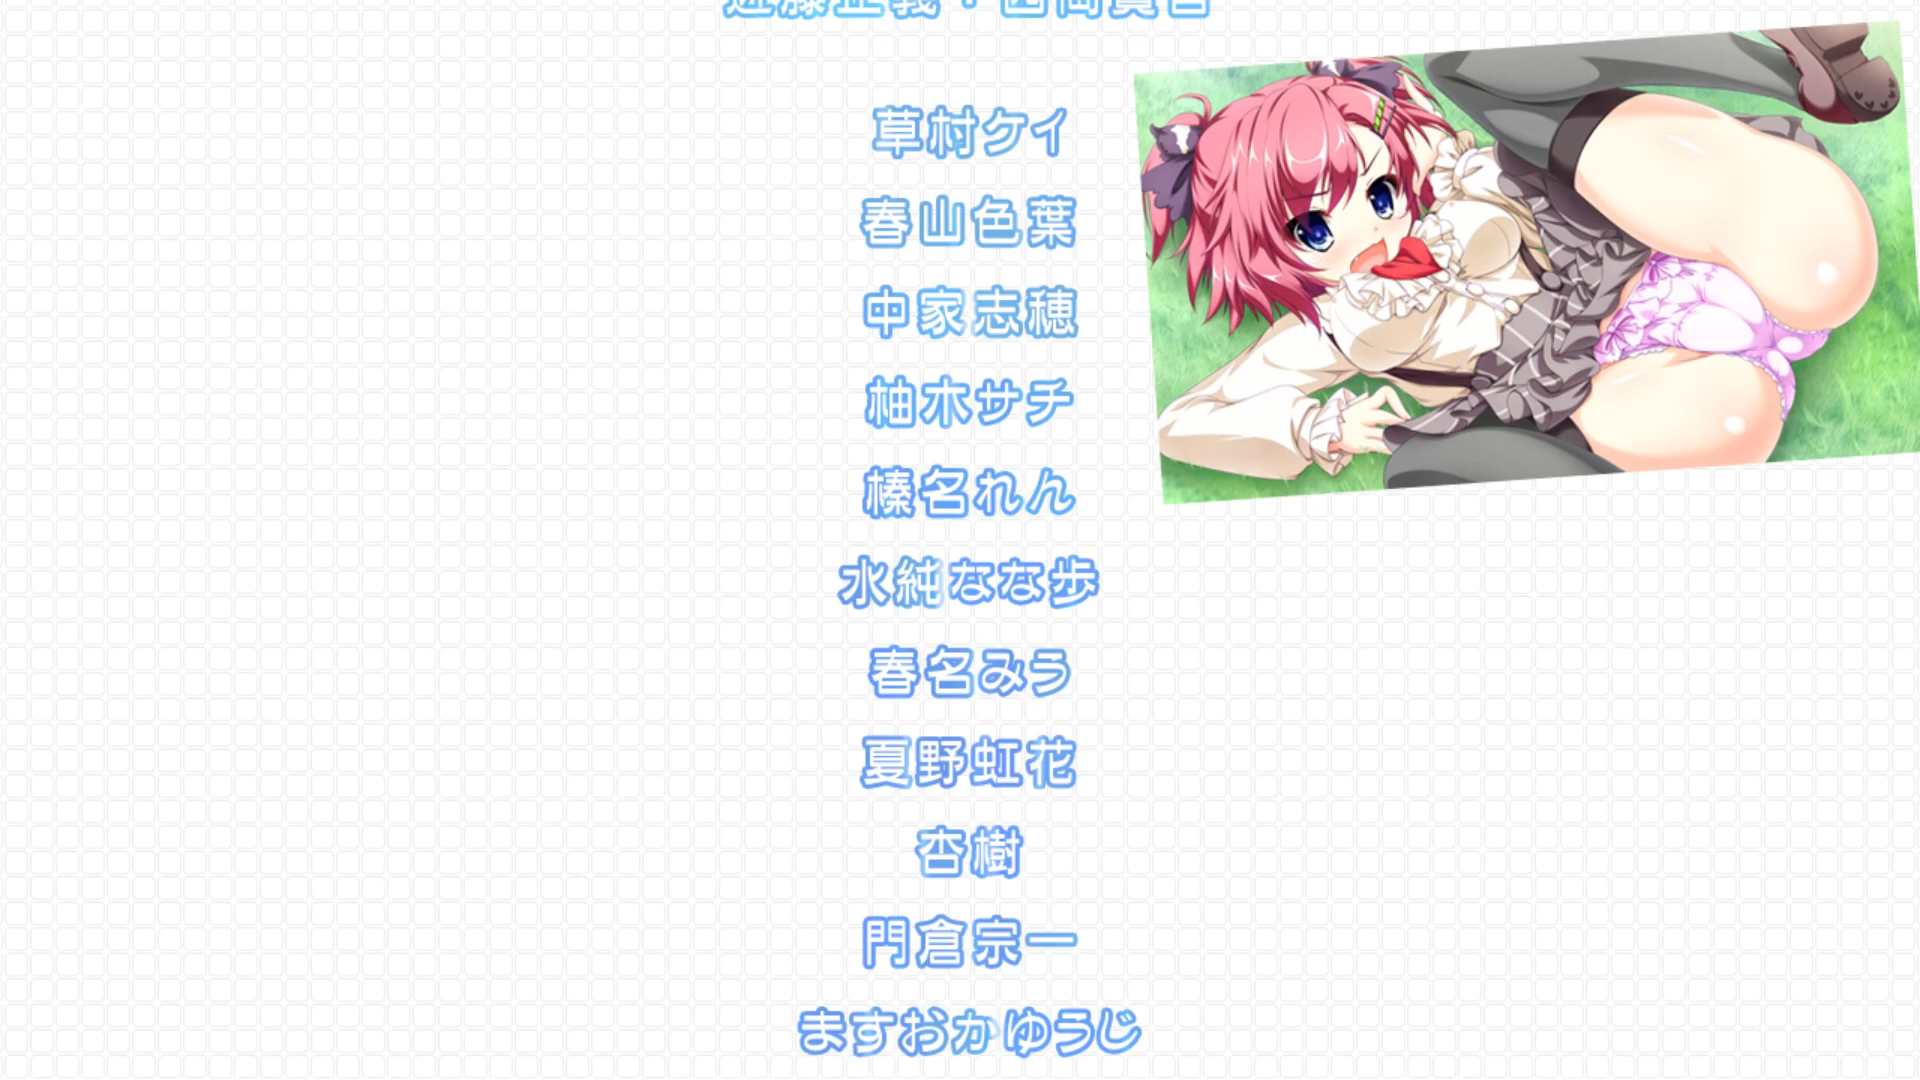 草村ケイ
春山色葉
中家志穂
柚木サチ
榛名れん
水純なな歩
春名みう
夏野虹花
杏樹
門倉宗一
ますおかゆうじ